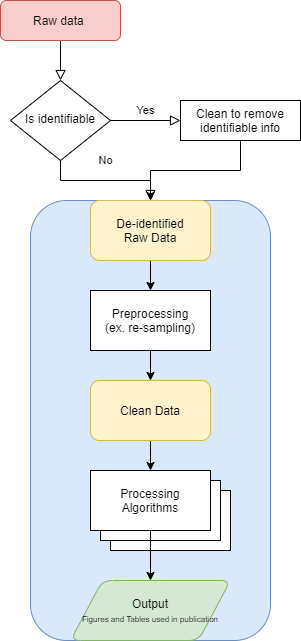 Raw data
Is identifiable
Yes
Clean to remove
identifiable info
No
De-identified
Raw Data
Preprocessing
(ex. re-sampling)
Clean Data
Processing
Algorithms
Output
Figures and Tables used in publication